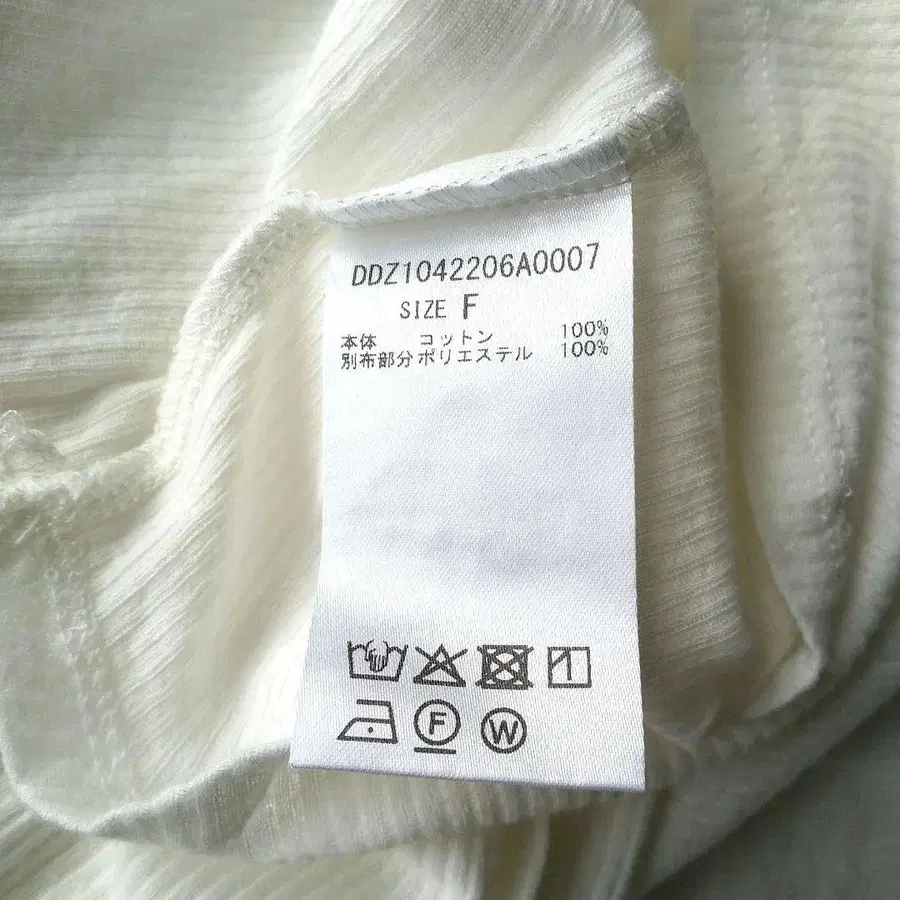 DDZ1042206A0007
SIZE F
本体 コットン 100%
別布部分 ポリエステル 100%
F W